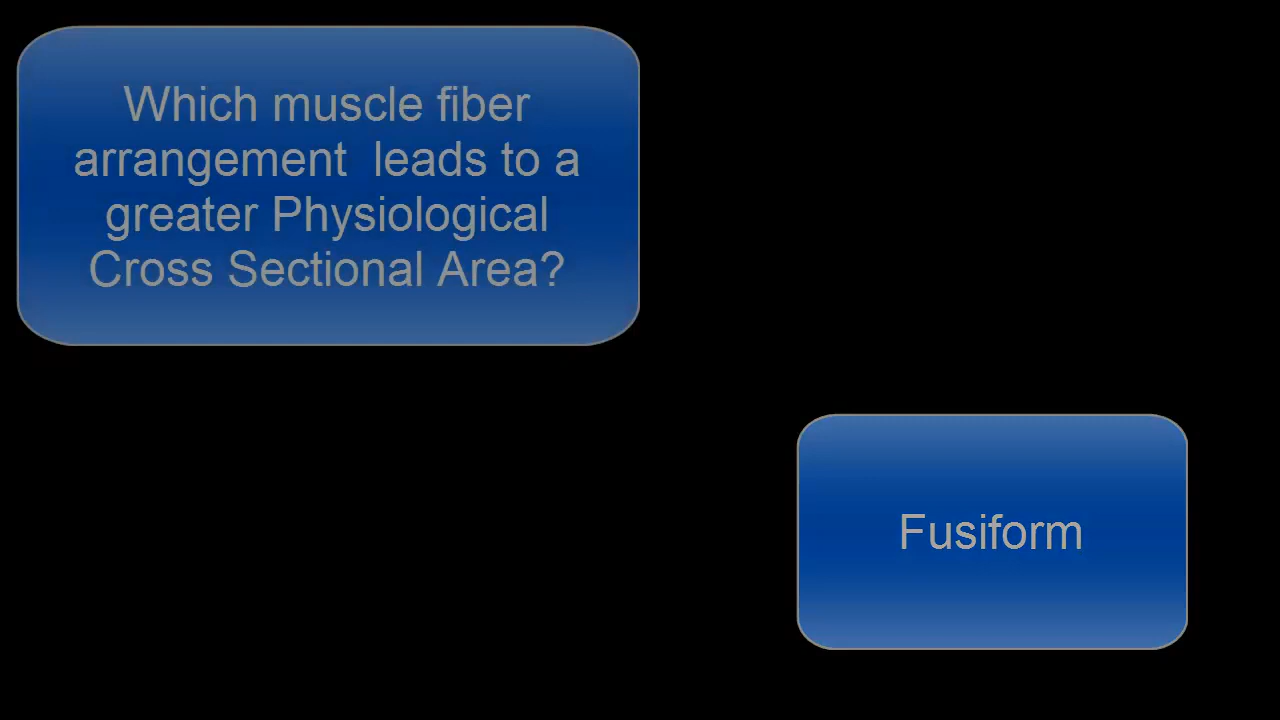 Which muscle fiber
arrangement  leads to a
greater Physiological
Cross Sectional Area?
Fusiform